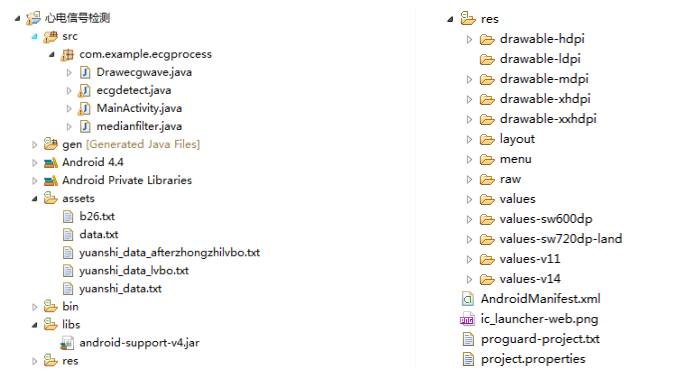 心电信号检测
src
com.example.ecgprocess
Drawecgwave.java
ecgdetect.java
MainActivity.java
medianfilter.java
gen [Generated Java Files]
Android 4.4
Android Private Libraries
assets
b26.txt
data.txt
yuanshi_data_afterzhongzhilvbo.txt
yuanshi_data_lvbo.txt
yuanshi_data.txt
bin
libs
android-support-v4.jar
res
res
drawable-hdpi
drawable-ldpi
drawable-mdpi
drawable-xhdpi
drawable-xxhdpi
layout
menu
raw
values
values-sw600dp
values-sw720dp-land
values-v11
values-v14
AndroidManifest.xml
ic_launcher-web.png
proguard-project.txt
project.properties